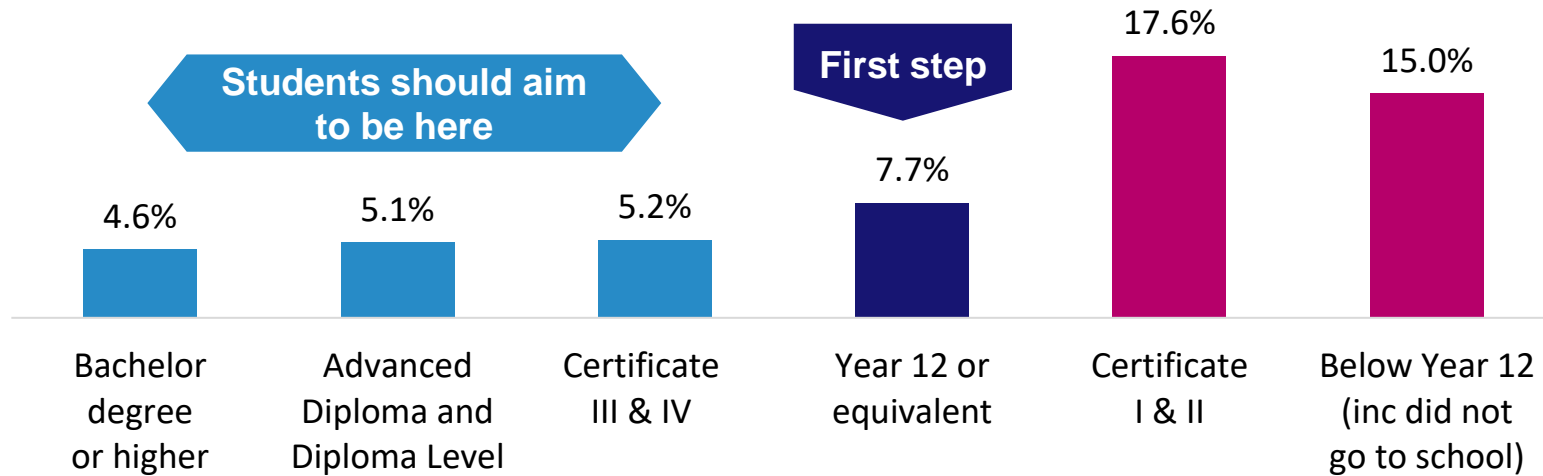 Students should aim
to be here
First step
4.6%
5.1%
5.2%
7.7%
17.6%
15.0%
Bachelor
degree
or higher
Advanced
Diploma and
Diploma Level
Certificate
III & IV
Year 12 or
equivalent
Certificate
I & II
Below Year 12
(inc did not
go to school)